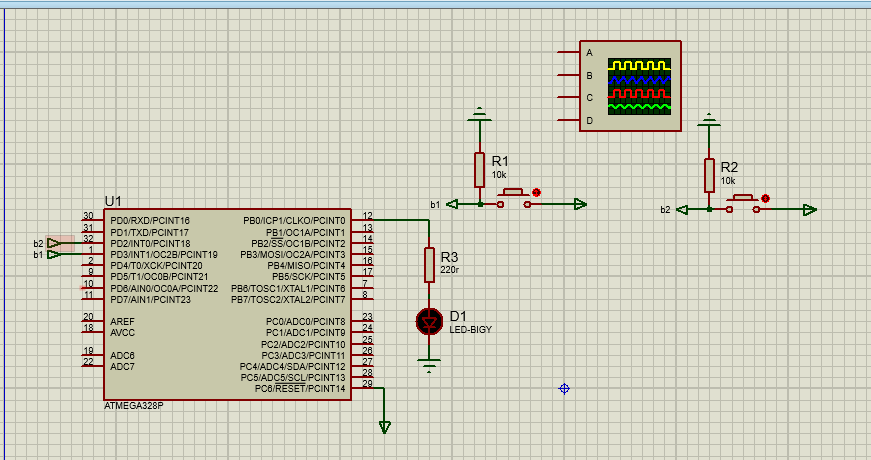 A
B
C
D
R1
10k
b1
R2
10k
b2
U1
b2
b1
30 PD0/RXD/PCINT16
31 PD1/TXD/PCINT17
32 PD2/INT0/PCINT18
1 PD3/INT1/OC2B/PCINT19
2 PD4/T0/XCK/PCINT20
9 PD5/T1/OC0B/PCINT21
10 PD6/AIN0/OC0A/PCINT22
11 PD7/AIN1/PCINT23
20 AREF
18 AVCC
19 ADC6
22 ADC7
PB0/ICP1/CLKO/PCINT0 12
PB1/OC1A/PCINT1 13
PB2/SS/OC1B/PCINT2 14
PB3/MOSI/OC2A/PCINT3 15
PB4/MISO/PCINT4 16
PB5/SCK/PCINT5 17
PB6/TOSC1/XTAL1/PCINT6 7
PB7/TOSC2/XTAL2/PCINT7 8
PC0/ADC0/PCINT8 23
PC1/ADC1/PCINT9 24
PC2/ADC2/PCINT10 25
PC3/ADC3/PCINT11 26
PC4/ADC4/SDA/PCINT12 27
PC5/ADC5/SCL/PCINT13 28
PC6/RESET/PCINT14 29
ATMEGA328P
R3
220r
D1
LED-BIGY